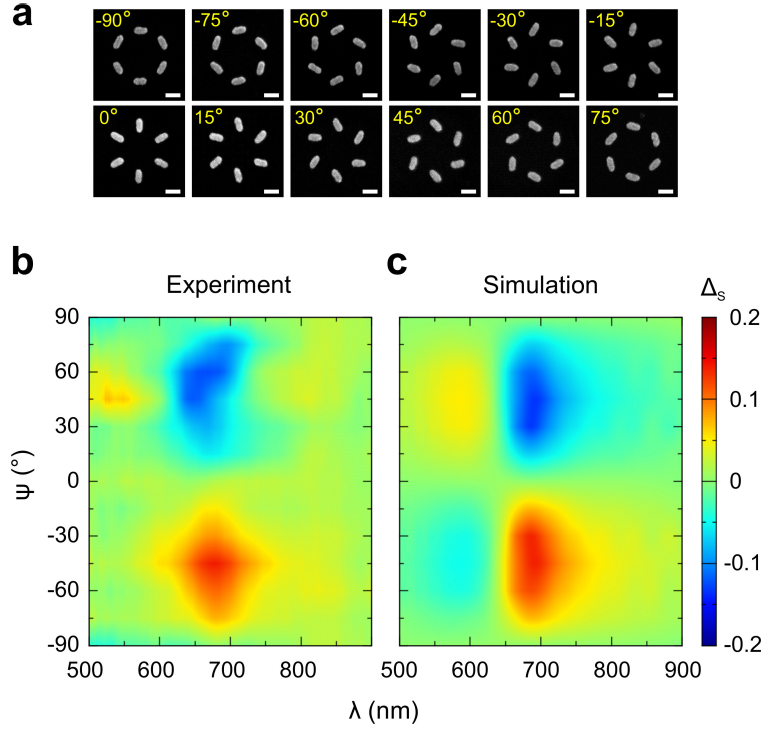 a
-90° -75° -60° -45° -30° -15°
0° 15° 30° 45° 60° 75°
b c
Experiment Simulation Δs
90 0.2
60
30 0.1
0 0
-30
-60 -0.1
-90 -0.2
ψ (°)
500 600 700 800 500 600 700 800 900
λ (nm)